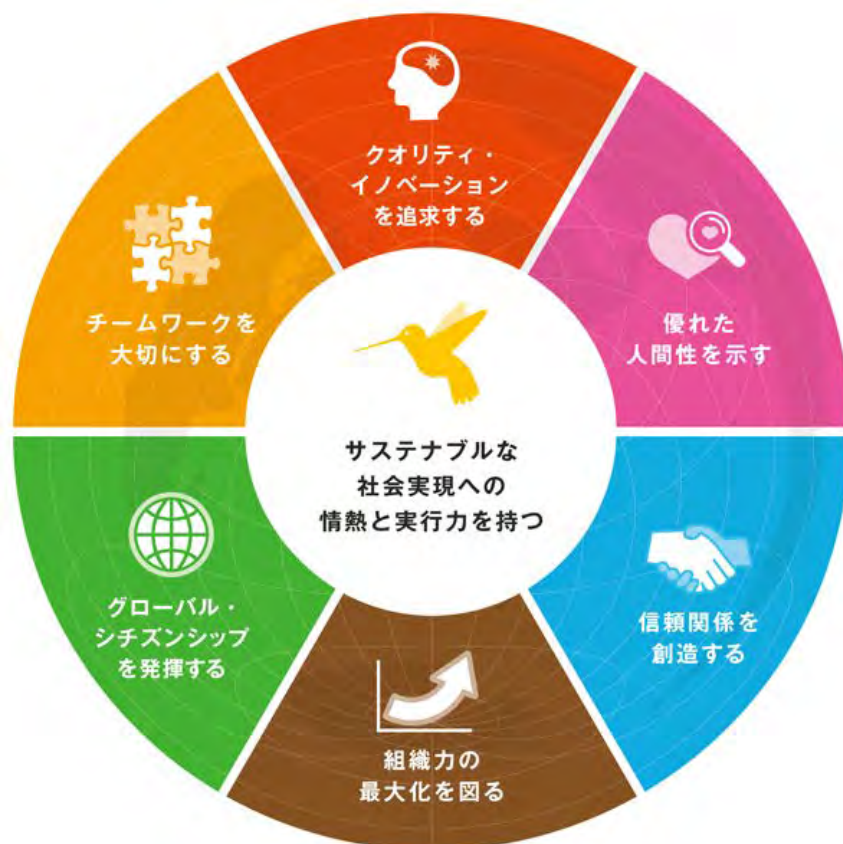 クオリティ・
イノベーション
を追求する
優れた
人間性を示す
信頼関係を
創造する
組織力の
最大化を図る
グローバル・
シチズンシップ
を発揮する
チームワークを
大切にする
サステナブルな
社会実現への
情熱と実行力を持つ